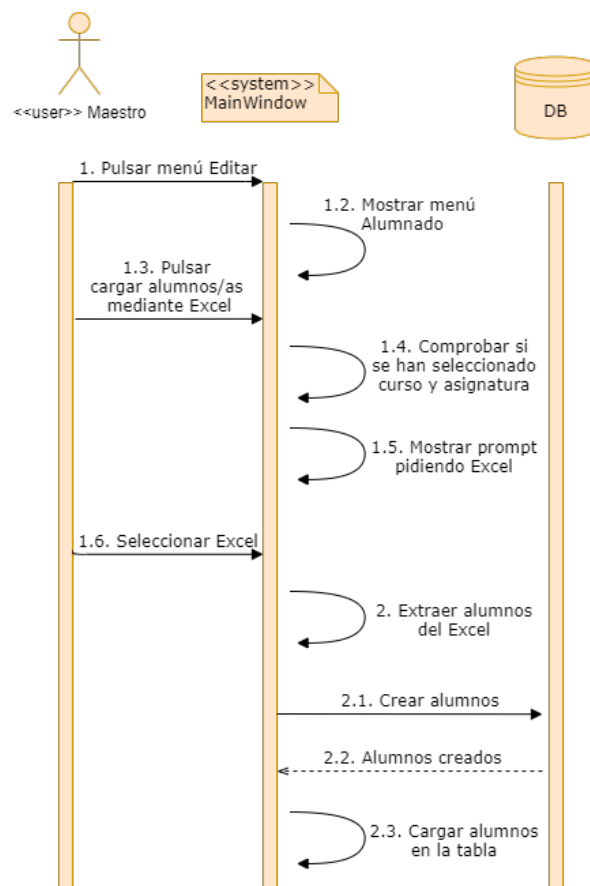 <<user>> Maestro
<<system>>
MainWindow
DB
1. Pulsar menú Editar
1.2. Mostrar menú
Alumnado
1.3. Pulsar
cargar alumnos/as
mediante Excel
1.4. Comprobar si
se han seleccionado
curso y asignatura
1.5. Mostrar prompt
pidiendo Excel
1.6. Seleccionar Excel
2. Extraer alumnos
del Excel
2.1. Crear alumnos
2.2. Alumnos creados
2.3. Cargar alumnos
en la tabla